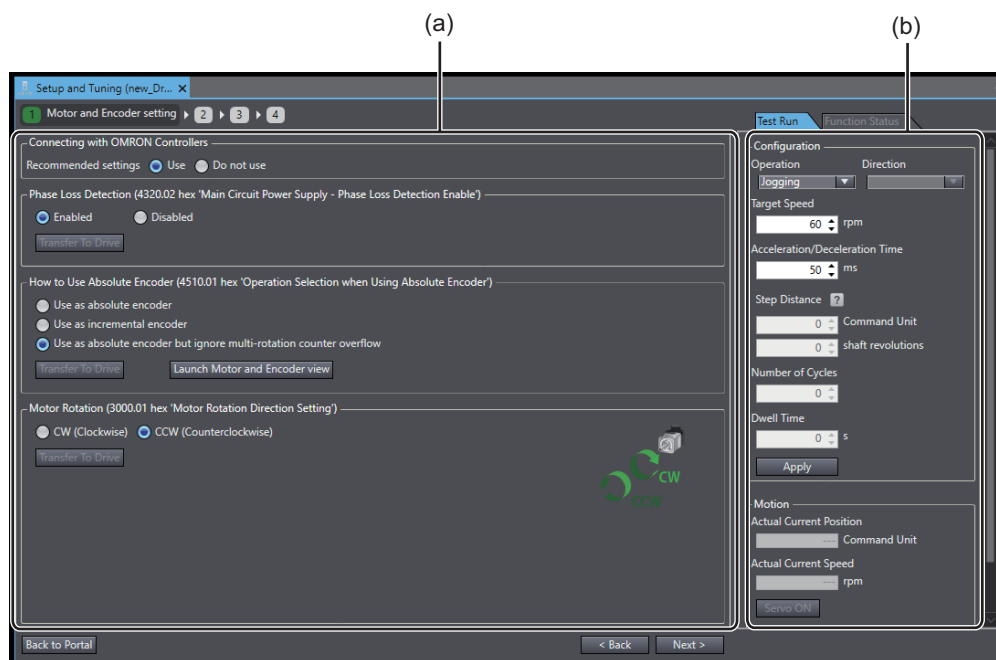 (a)
(b)
Setup and Tuning (new_Dr... X
1 Motor and Encoder setting 2 3 4
Test Run Function Status
Connecting with OMRON Controllers
Recommended settings Use Do not use
Phase Loss Detection (4320.02 hex 'Main Circuit Power Supply - Phase Loss Detection Enable')
Enabled Disabled
Transfer To Drive
How to Use Absolute Encoder (4510.01 hex 'Operation Selection when Using Absolute Encoder')
Use as absolute encoder
Use as incremental encoder
Use as absolute encoder but ignore multi-rotation counter overflow
Transfer To Drive Launch Motor and Encoder view
Motor Rotation (3000.01 hex 'Motor Rotation Direction Setting')
CW (Clockwise) CCW (Counterclockwise)
Transfer To Drive
CW
CCW
Configuration
Operation Direction
Jogging
Target Speed
60 rpm
Acceleration/Deceleration Time
50 ms
Step Distance ?
0 Command Unit
0 shaft revolutions
Number of Cycles
0
Dwell Time
0 s
Apply
Motion
Actual Current Position
--- Command Unit
Actual Current Speed
--- rpm
Servo ON
Back to Portal < Back Next >